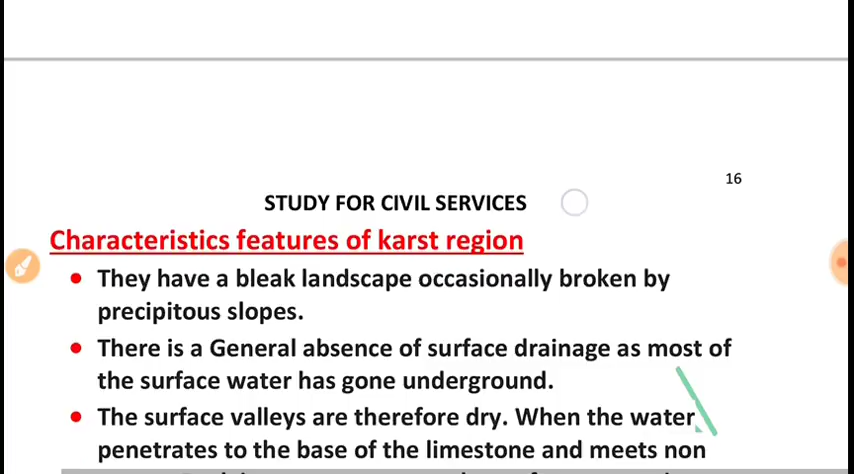 16
STUDY FOR CIVIL SERVICES
Characteristics features of karst region
• They have a bleak landscape occasionally broken by
precipitous slopes.
• There is a General absence of surface drainage as most of
the surface water has gone underground.
• The surface valleys are therefore dry. When the water
penetrates to the base of the limestone and meets non